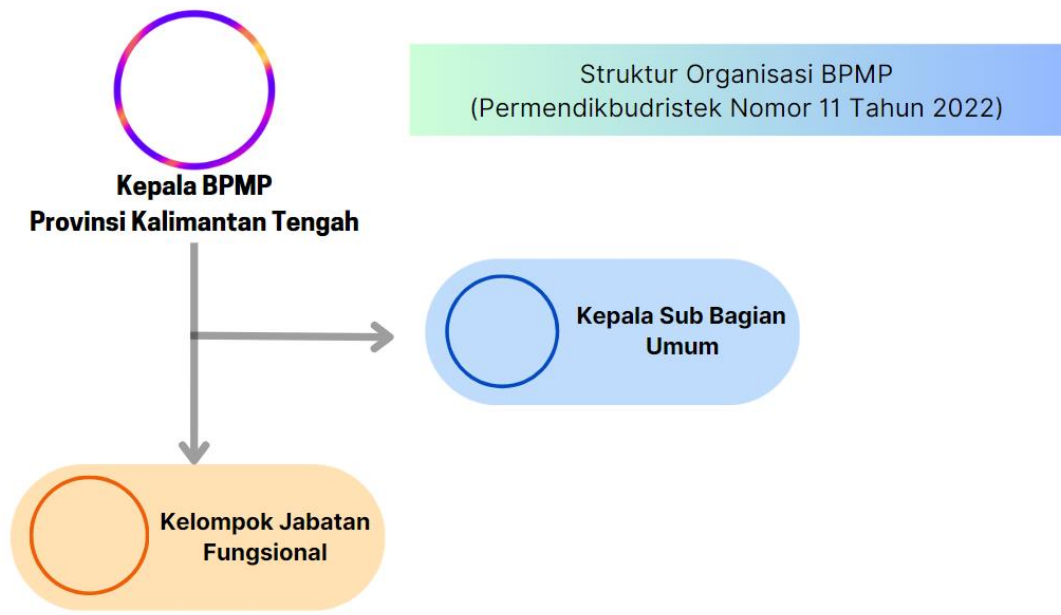 Struktur Organisasi BPMP
(Permendikbudristek Nomor 11 Tahun 2022)
Kepala BPMP
Provinsi Kalimantan Tengah
Kepala Sub Bagian
Umum
Kelompok Jabatan
Fungsional